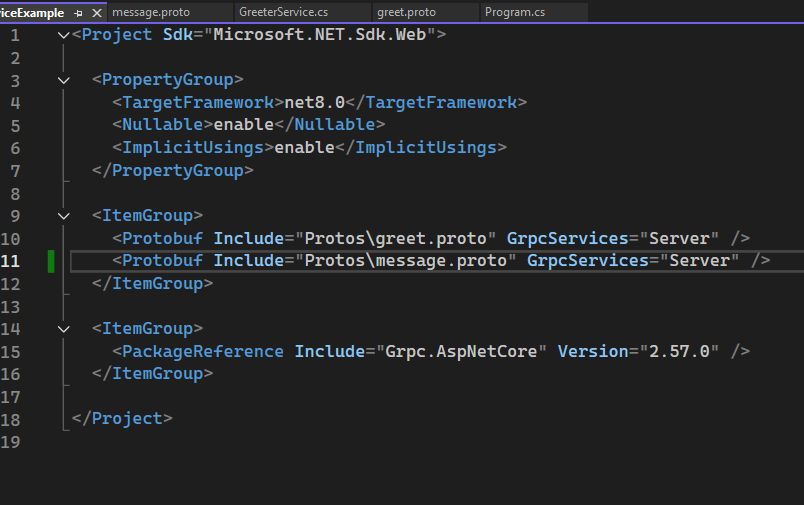 iceExample message.proto GreeterService.cs greet.proto Program.cs
1 <Project Sdk="Microsoft.NET.Sdk.Web">
2
3 <PropertyGroup>
4 <TargetFramework>net8.0</TargetFramework>
5 <Nullable>enable</Nullable>
6 <ImplicitUsings>enable</ImplicitUsings>
7 </PropertyGroup>
8
9 <ItemGroup>
10 <Protobuf Include="Protos\greet.proto" GrpcServices="Server" />
11 <Protobuf Include="Protos\message.proto" GrpcServices="Server" />
12 </ItemGroup>
13
14 <ItemGroup>
15 <PackageReference Include="Grpc.AspNetCore" Version="2.57.0" />
16 </ItemGroup>
17
18 </Project>
19